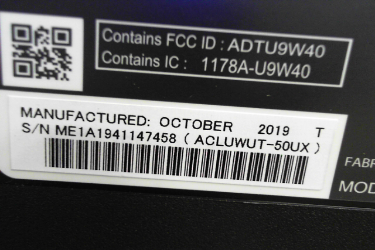 Contains FCC ID : ADTU9W40
Contains IC : 1178A-U9W40
MANUFACTURED: OCTOBER 2019 T
S/N ME1A1941147458 ( ACLUWUT-50UX )
FABR
MOD